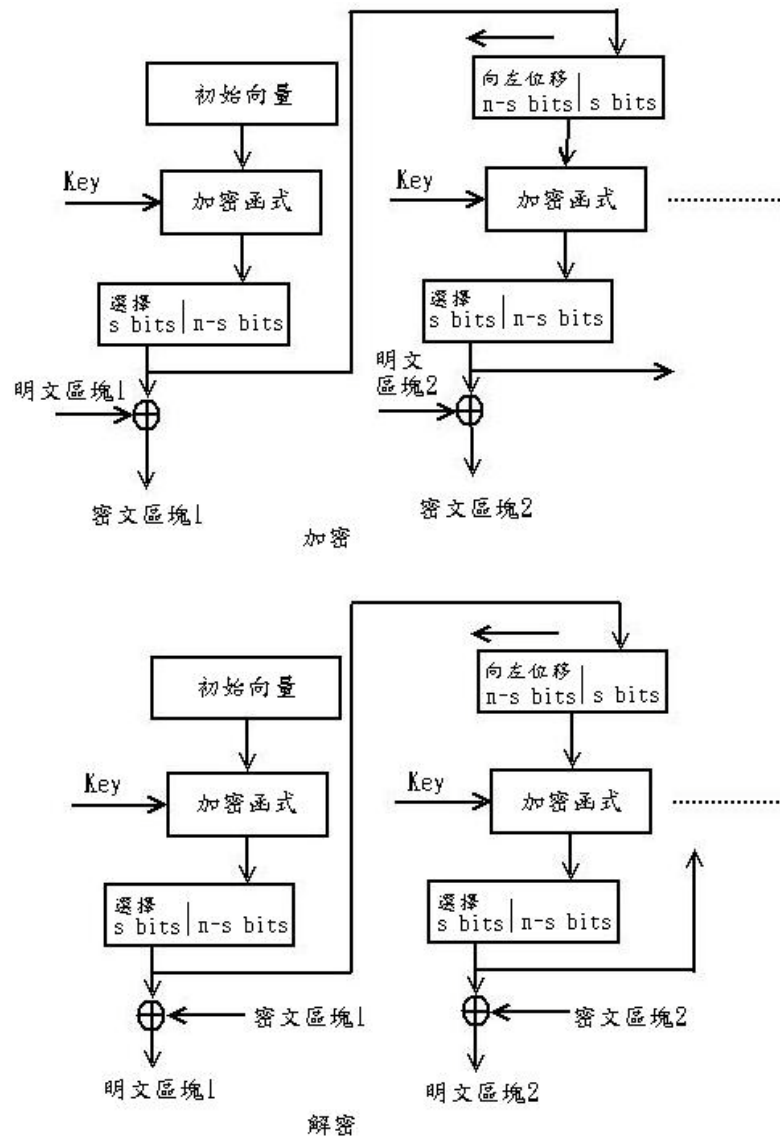 初始向量
向左位移
n-s bits s bits
Key
加密函式
Key
加密函式
選擇
s bits n-s bits
選擇
s bits n-s bits
明文區塊1
明文
區塊2
密文區塊1
密文區塊2
加密
初始向量
向左位移
n-s bits s bits
Key
加密函式
Key
加密函式
選擇
s bits n-s bits
選擇
s bits n-s bits
密文區塊1
密文區塊2
明文區塊1
明文區塊2
解密